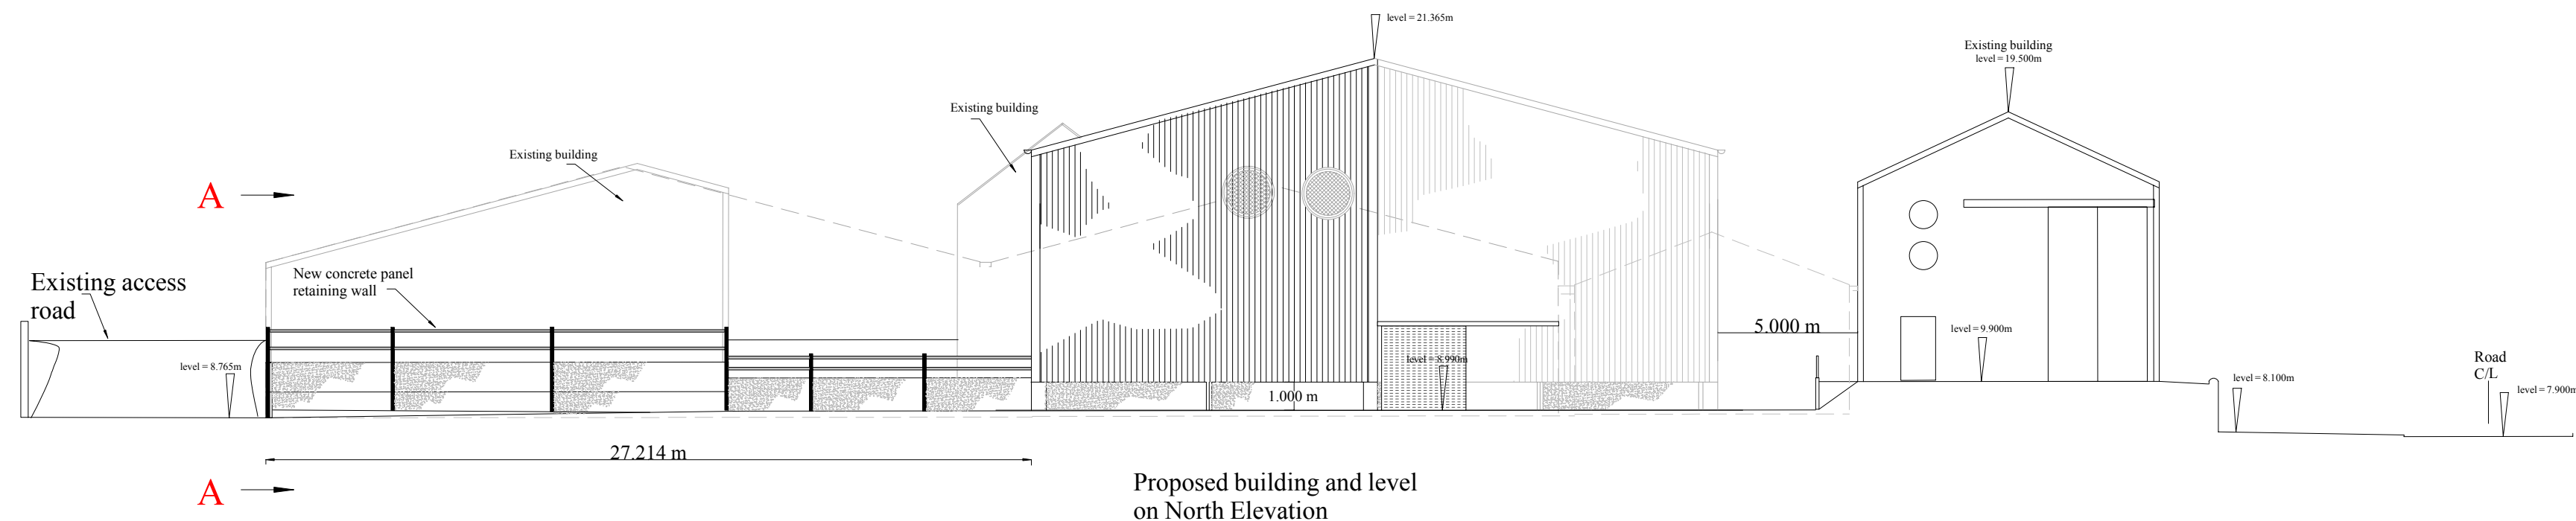 level = 21.365m
Existing building
level = 19.500m
Existing building
Existing building
A
New concrete panel
retaining wall
Existing access
road
5.000 m
level = 9.900m
level = 8.990m
level = 8.765m
Road
C/L
level = 8.100m
level = 7.900m
1.000 m
27.214 m
A
Proposed building and level
on North Elevation